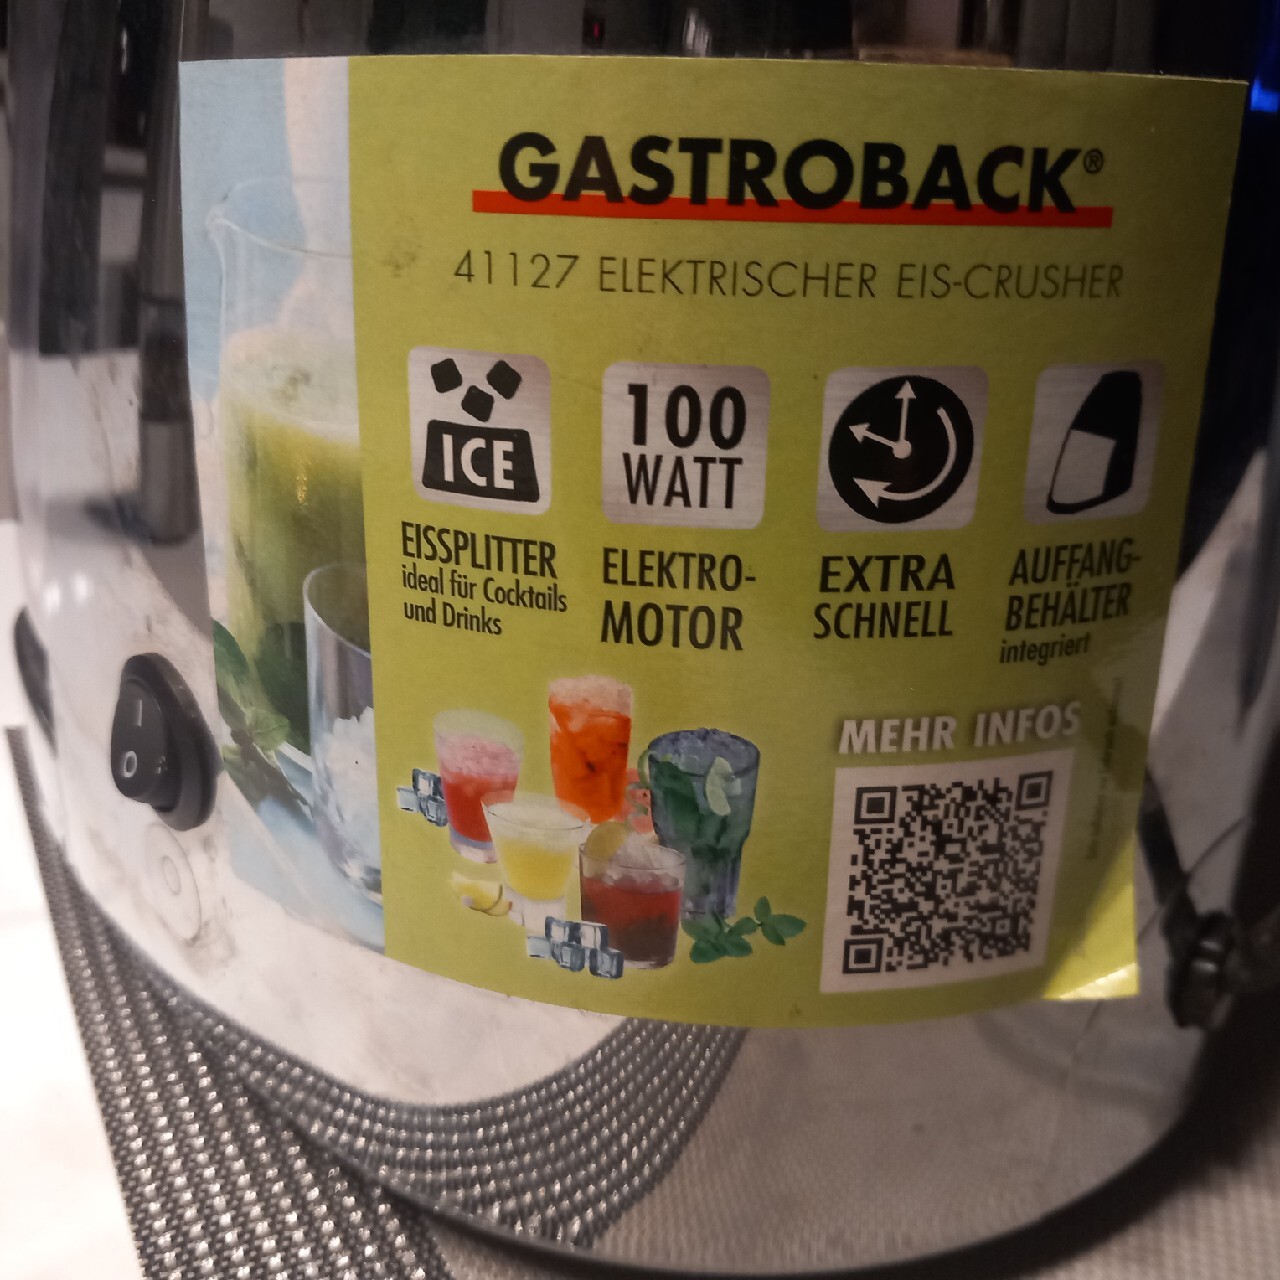 GASTROBACK®
41127 ELEKTRISCHER EIS-CRUSHER
ICE
100
WATT
EISSPLITTER
ideal für Cocktails
und Drinks
ELEKTRO-
MOTOR
EXTRA
SCHNELL
AUFFANG-
BEHÄLTER
integriert
MEHR INFOS
I
O